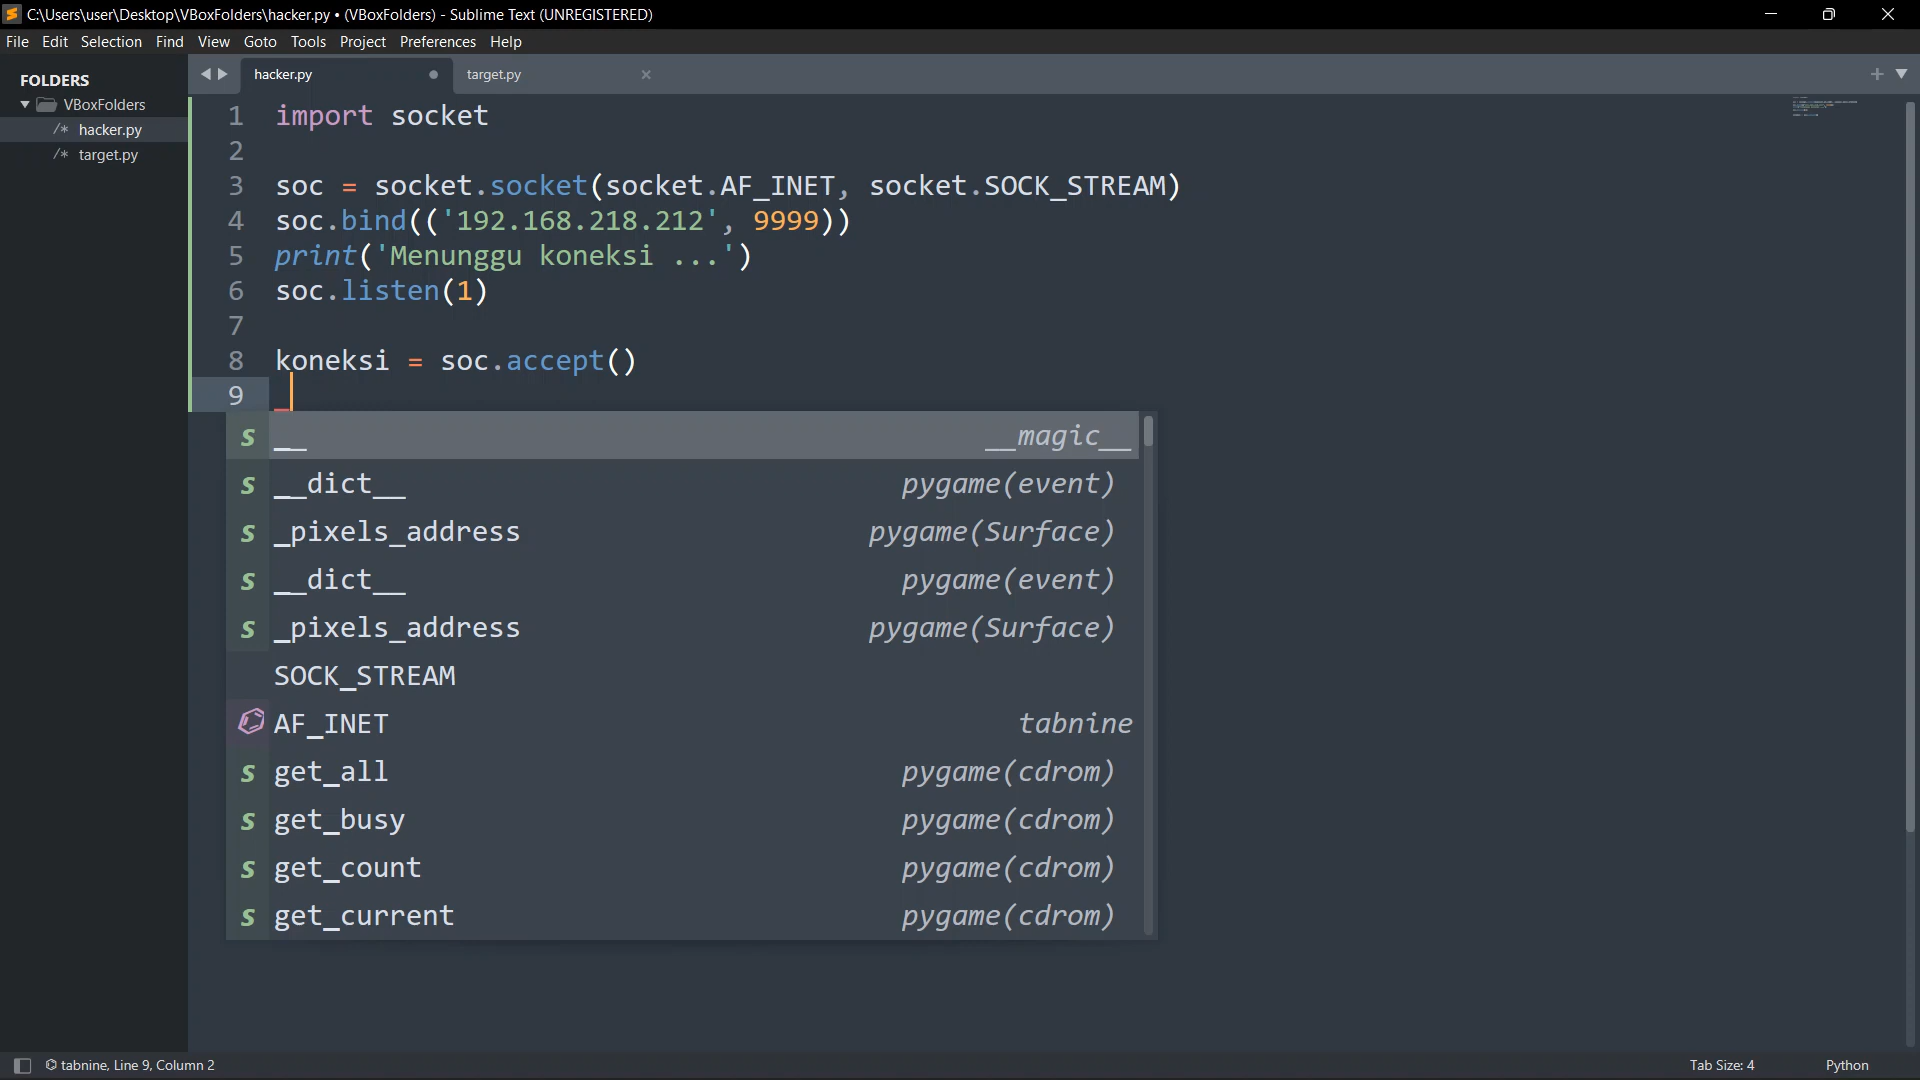 C:\Users\user\Desktop\VBoxFolders\hacker.py • (VBoxFolders) - Sublime Text (UNREGISTERED)
File Edit Selection Find View Goto Tools Project Preferences Help
FOLDERS
VBoxFolders
/* hacker.py
/* target.py
hacker.py
target.py
1 import socket
2
3 soc = socket.socket(socket.AF_INET, socket.SOCK_STREAM)
4 soc.bind(('192.168.218.212', 9999))
5 print('Menunggu koneksi ...')
6 soc.listen(1)
7
8 koneksi = soc.accept()
9 _
s __ __magic__
s __dict__ pygame(event)
s _pixels_address pygame(Surface)
s __dict__ pygame(event)
s _pixels_address pygame(Surface)
SOCK_STREAM
AF_INET tabnine
s get_all pygame(cdrom)
s get_busy pygame(cdrom)
s get_count pygame(cdrom)
s get_current pygame(cdrom)
tabnine, Line 9, Column 2
Tab Size: 4
Python